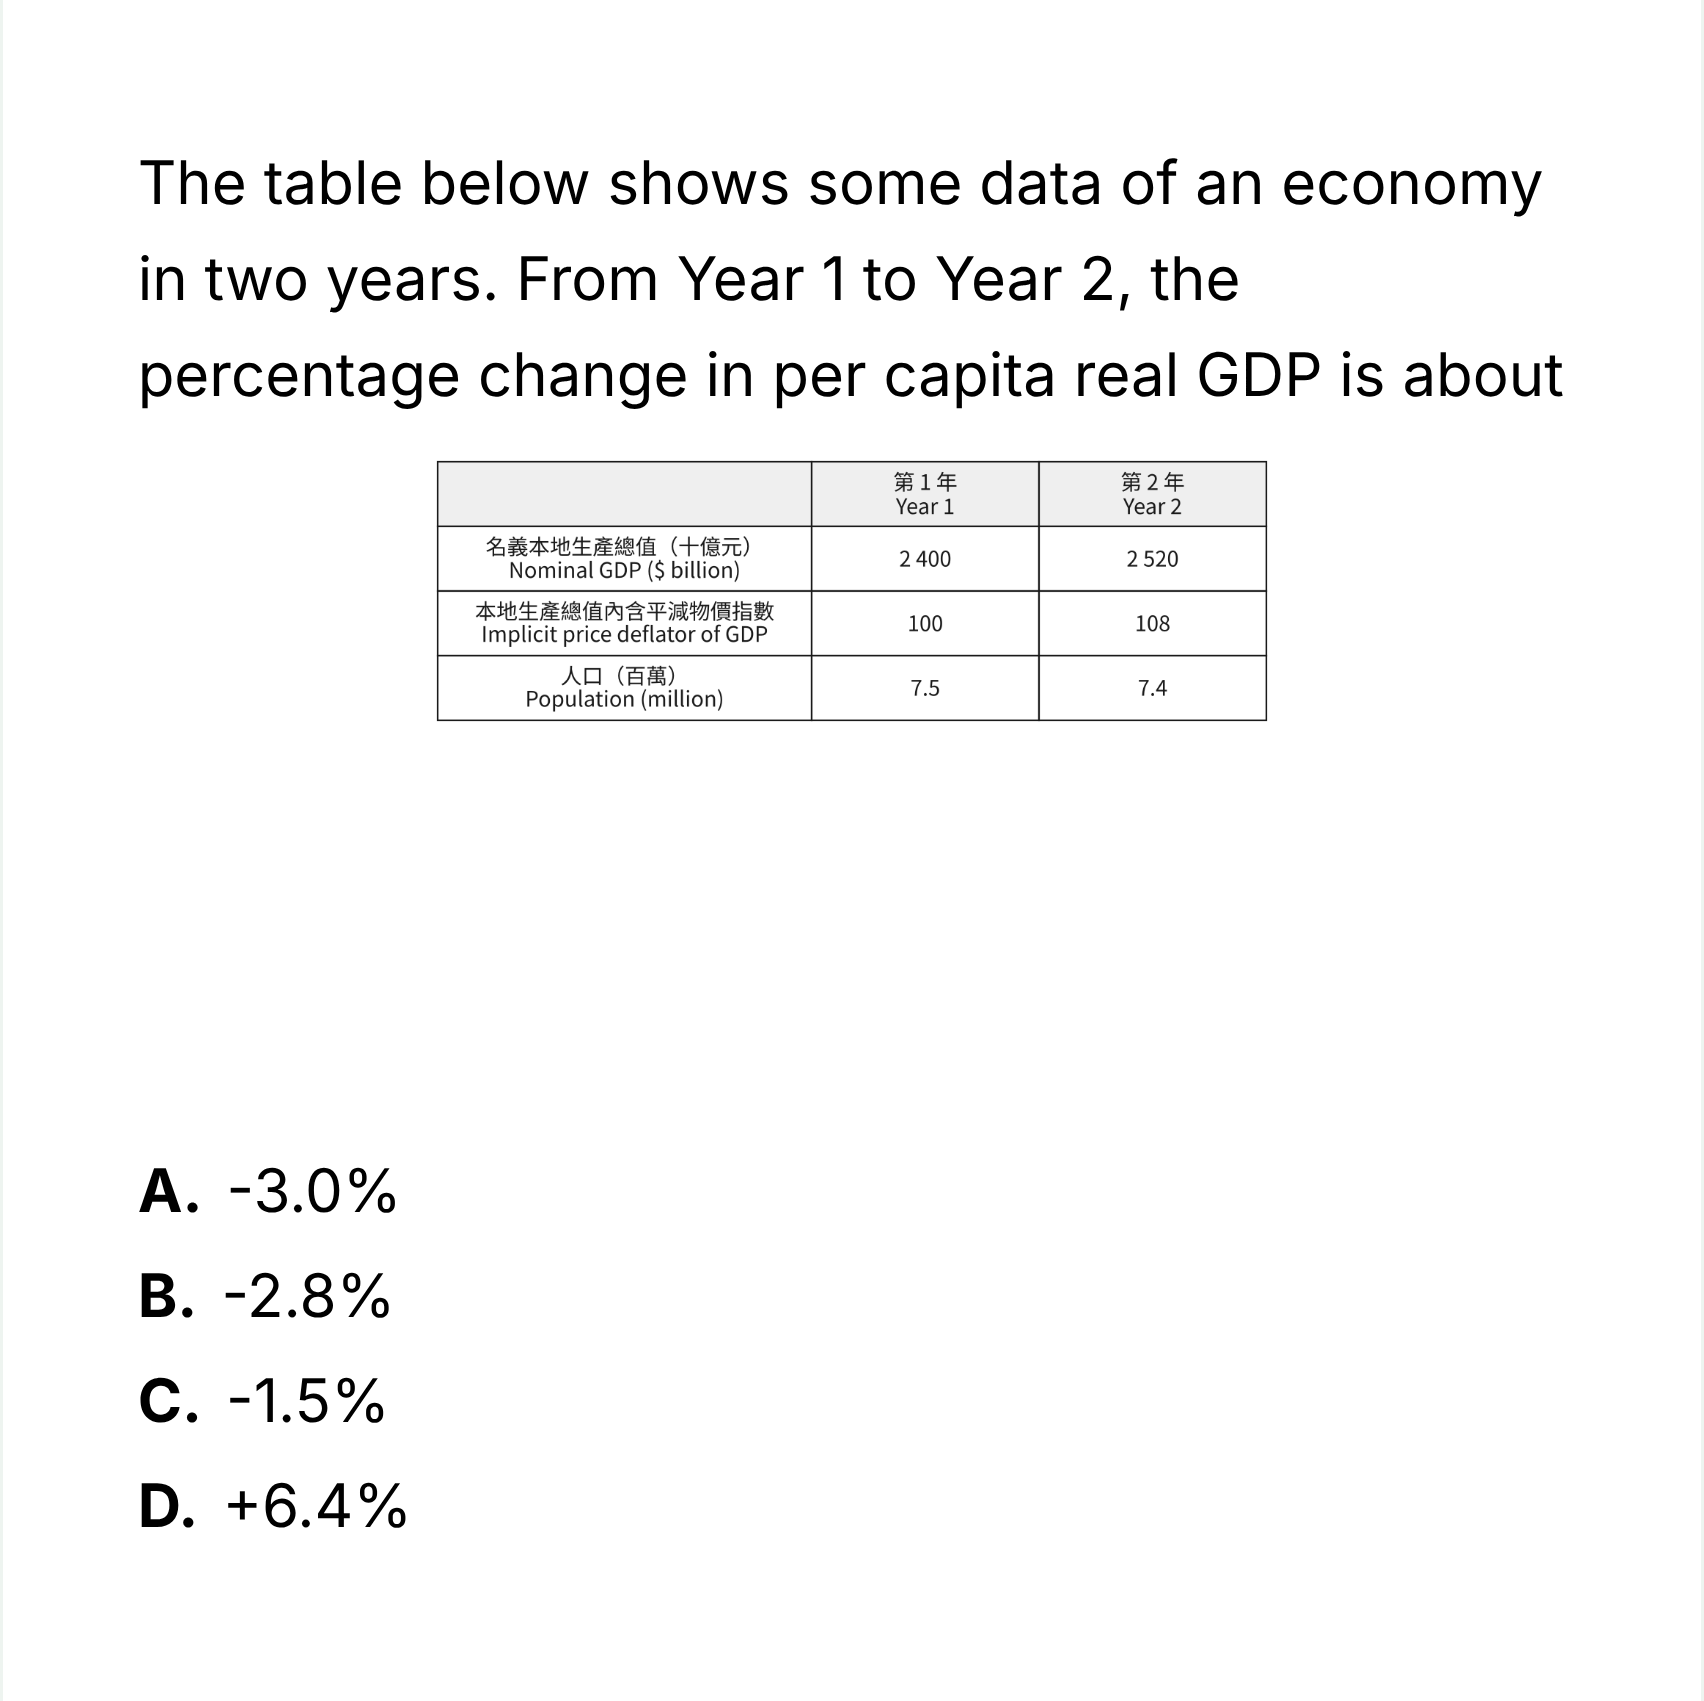 The table below shows some data of an economy
in two years. From Year 1 to Year 2, the
percentage change in per capita real GDP is about
第 1 年 第 2 年
Year 1 Year 2
名義本地生產總值（十億元）
Nominal GDP ($ billion) 2 400 2 520
本地生產總值內含平減物價指數
Implicit price deflator of GDP 100 108
人口（百萬）
Population (million) 7.5 7.4
A. -3.0%
B. -2.8%
C. -1.5%
D. +6.4%